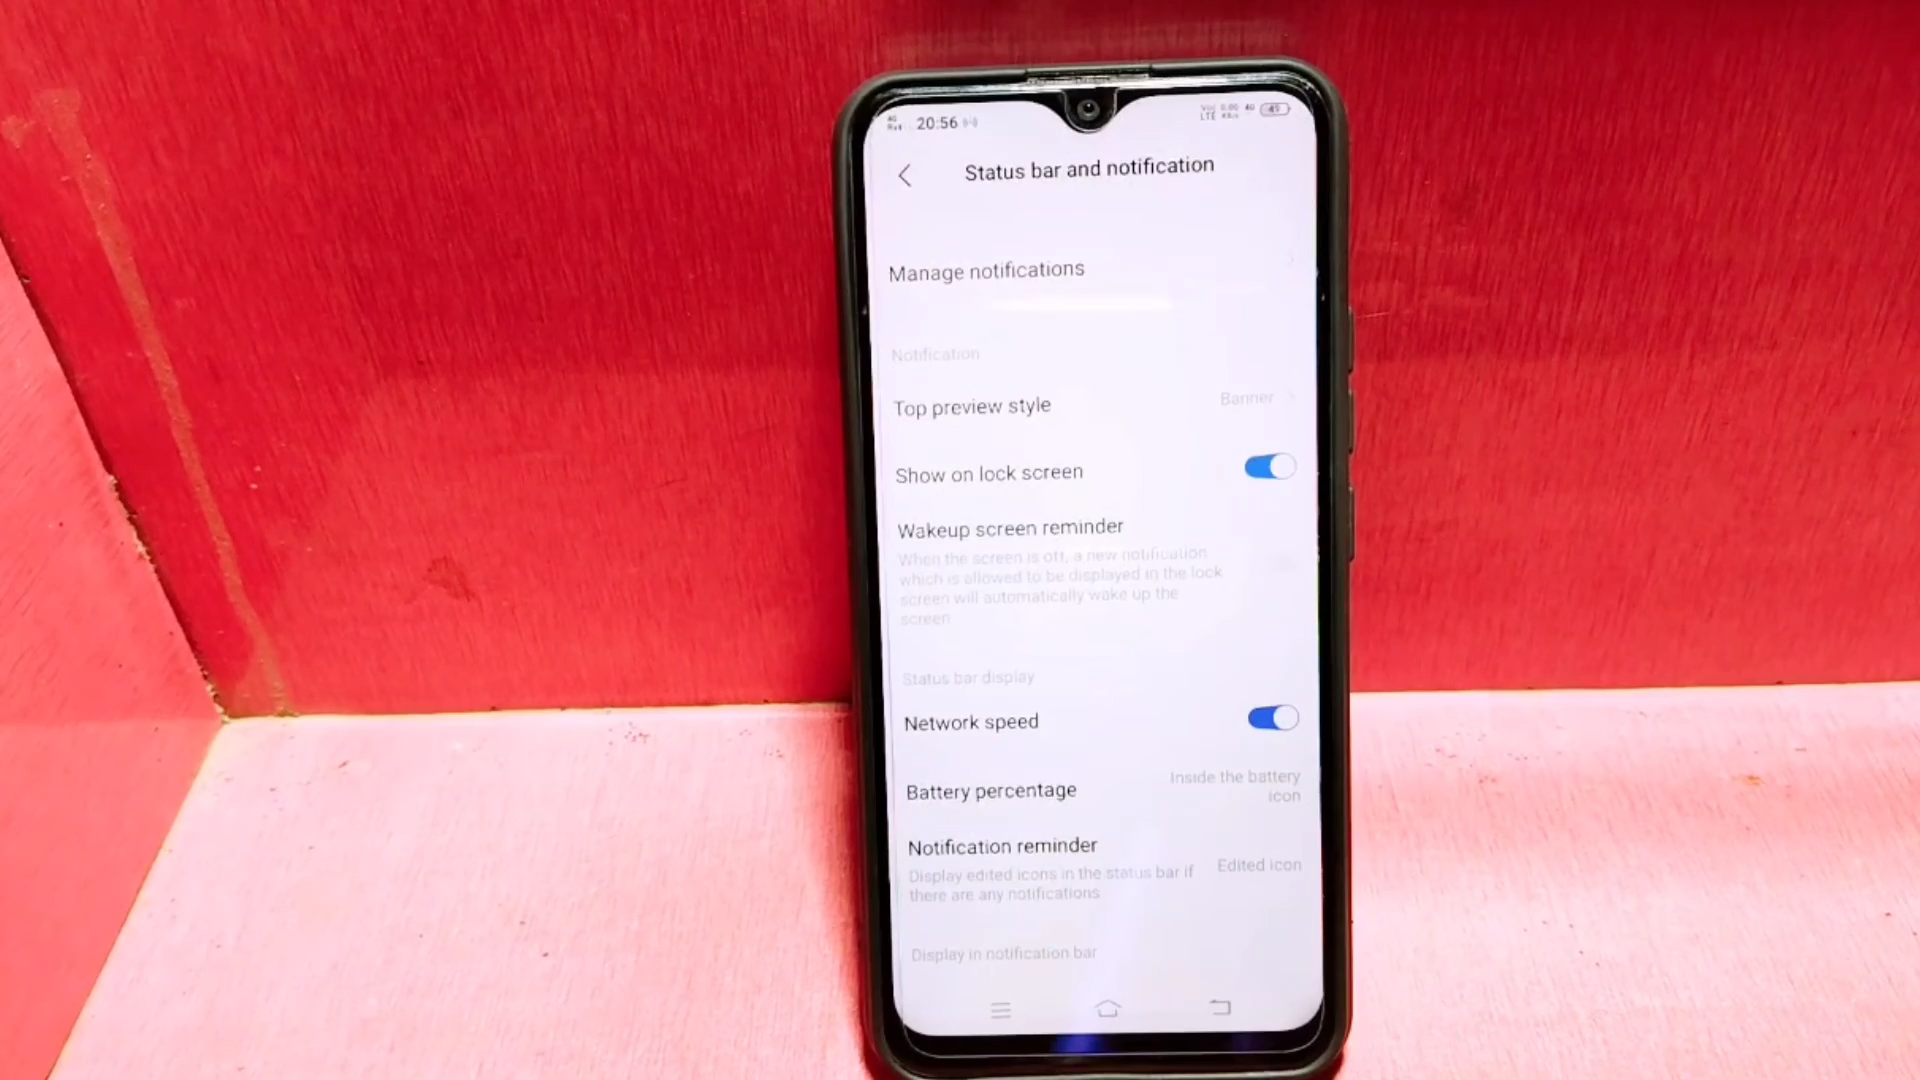 20:56
49
Status bar and notification
Manage notifications
Notification
Top preview style
Banner
Show on lock screen
Wakeup screen reminder
When the screen is off, a new notification
which is allowed to be displayed in the lock
screen will automatically wake up the
screen
Status bar display
Network speed
Battery percentage
Inside the battery
icon
Notification reminder
Edited icon
Display edited icons in the status bar if
there are any notifications
Display in notification bar